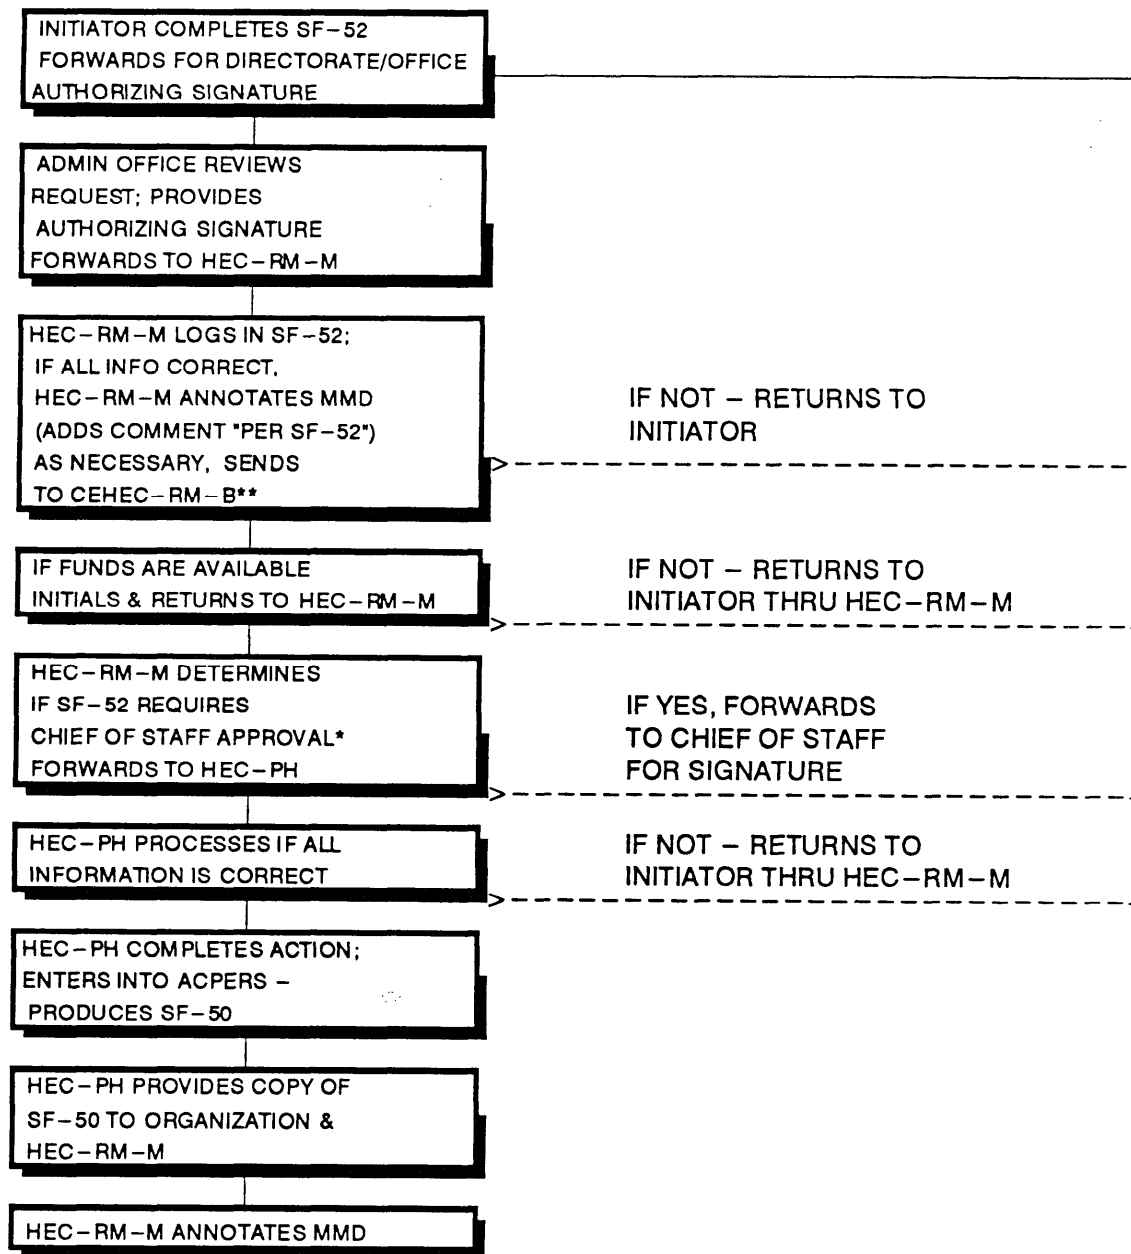 INITIATOR COMPLETES SF-52
FORWARDS FOR DIRECTORATE/OFFICE
AUTHORIZING SIGNATURE
ADMIN OFFICE REVIEWS
REQUEST; PROVIDES
AUTHORIZING SIGNATURE
FORWARDS TO HEC-RM-M
HEC-RM-M LOGS IN SF-52;
IF ALL INFO CORRECT,
HEC-RM-M ANNOTATES MMD
(ADDS COMMENT "PER SF-52")
AS NECESSARY, SENDS
TO CEHEC-RM-B**
IF NOT - RETURNS TO
INITIATOR
IF FUNDS ARE AVAILABLE
INITIALS & RETURNS TO HEC-RM-M
IF NOT - RETURNS TO
INITIATOR THRU HEC-RM-M
HEC-RM-M DETERMINES
IF SF-52 REQUIRES
CHIEF OF STAFF APPROVAL*
FORWARDS TO HEC-PH
IF YES, FORWARDS
TO CHIEF OF STAFF
FOR SIGNATURE
HEC-PH PROCESSES IF ALL
INFORMATION IS CORRECT
IF NOT - RETURNS TO
INITIATOR THRU HEC-RM-M
HEC-PH COMPLETES ACTION;
ENTERS INTO ACPERS -
PRODUCES SF-50
HEC-PH PROVIDES COPY OF
SF-50 TO ORGANIZATION &
HEC-RM-M
HEC-RM-M ANNOTATES MMD